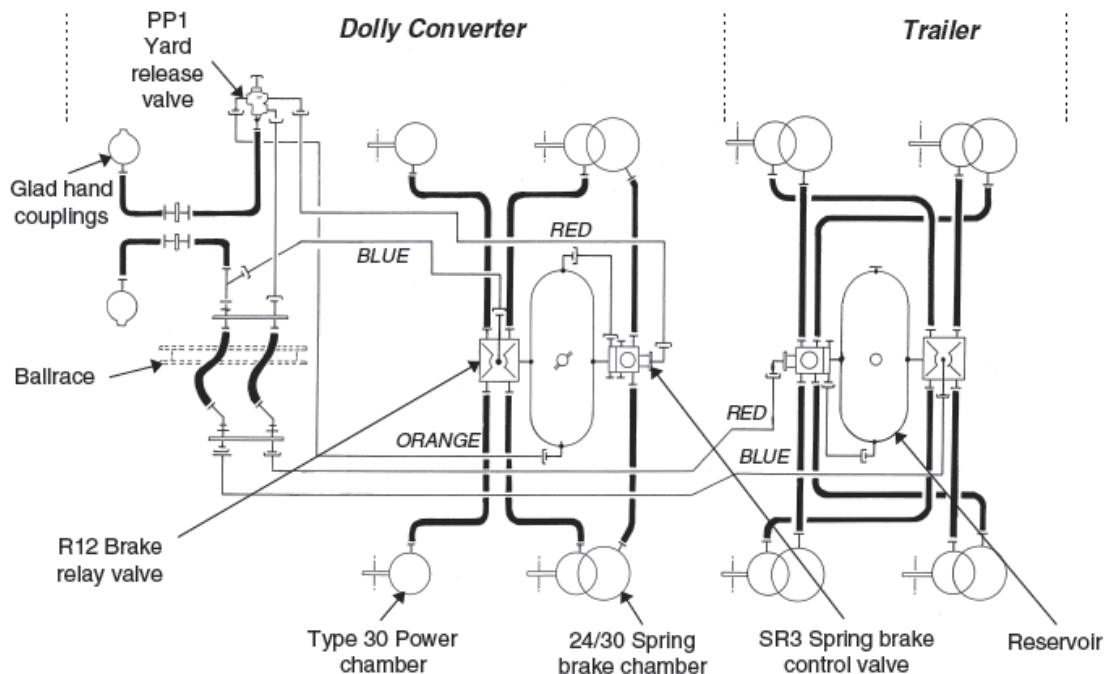 PP1
Yard
release
valve
Dolly Converter
Trailer
Glad hand
couplings
RED
BLUE
Ballrace
ORANGE
RED
BLUE
R12 Brake
relay valve
Type 30 Power
chamber
24/30 Spring
brake chamber
SR3 Spring brake
control valve
Reservoir